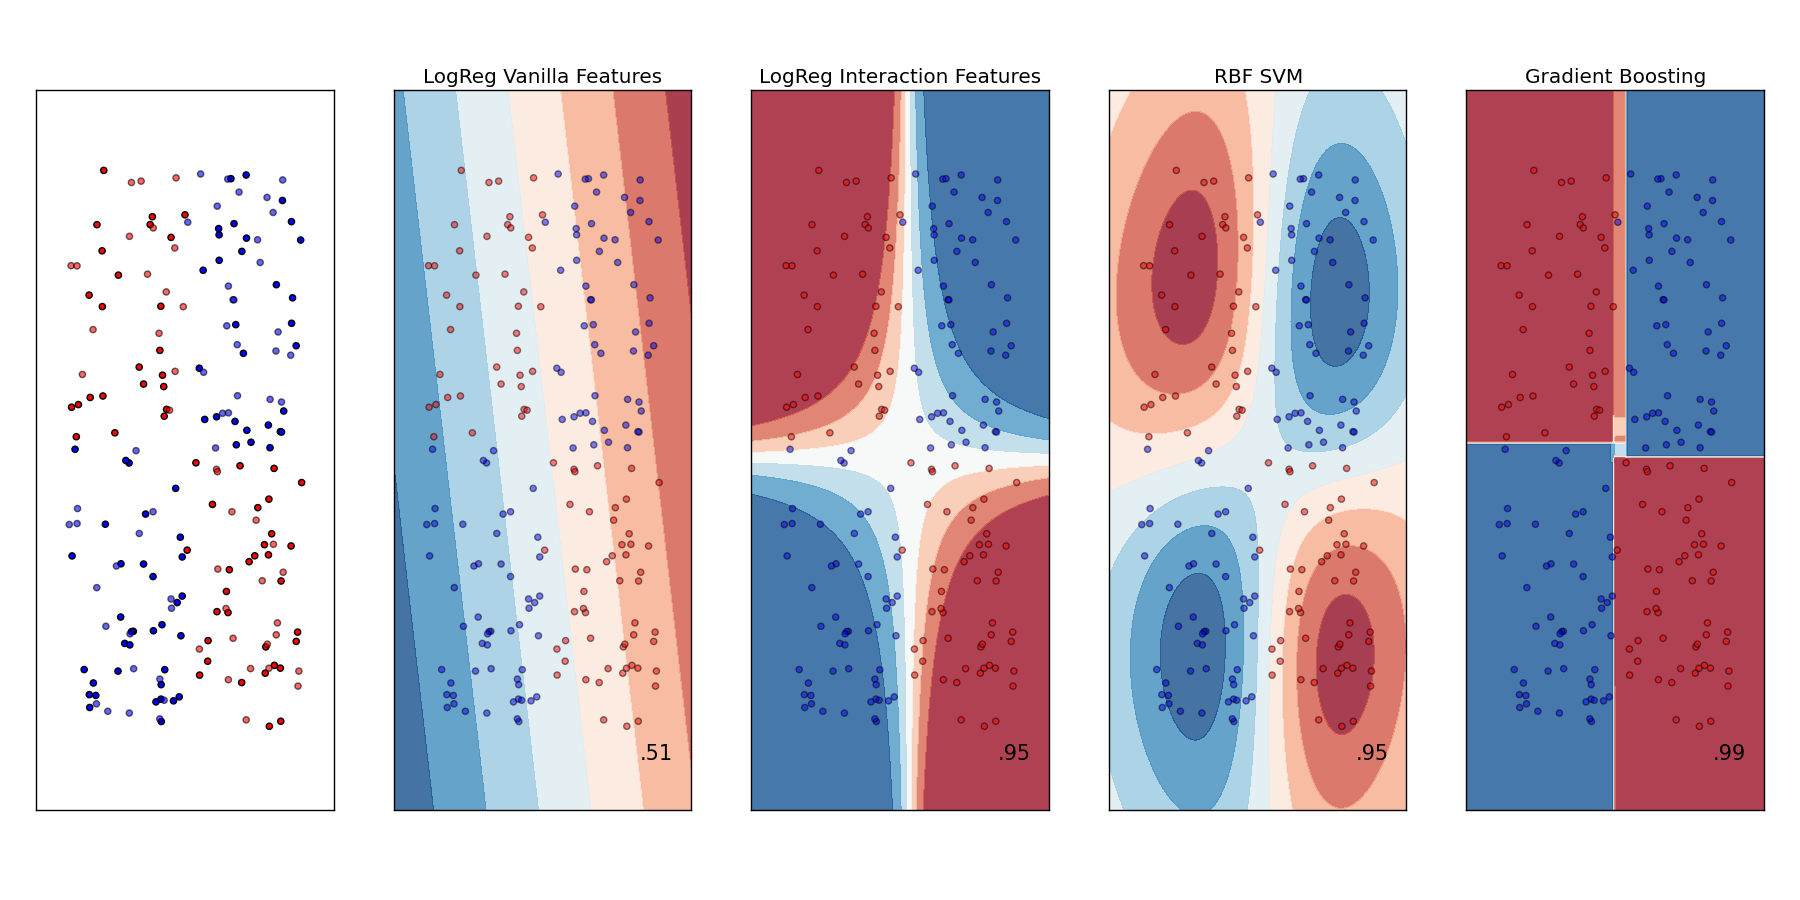 LogReg Vanilla Features
LogReg Interaction Features
RBF SVM
Gradient Boosting
.51
.95
.95
.99